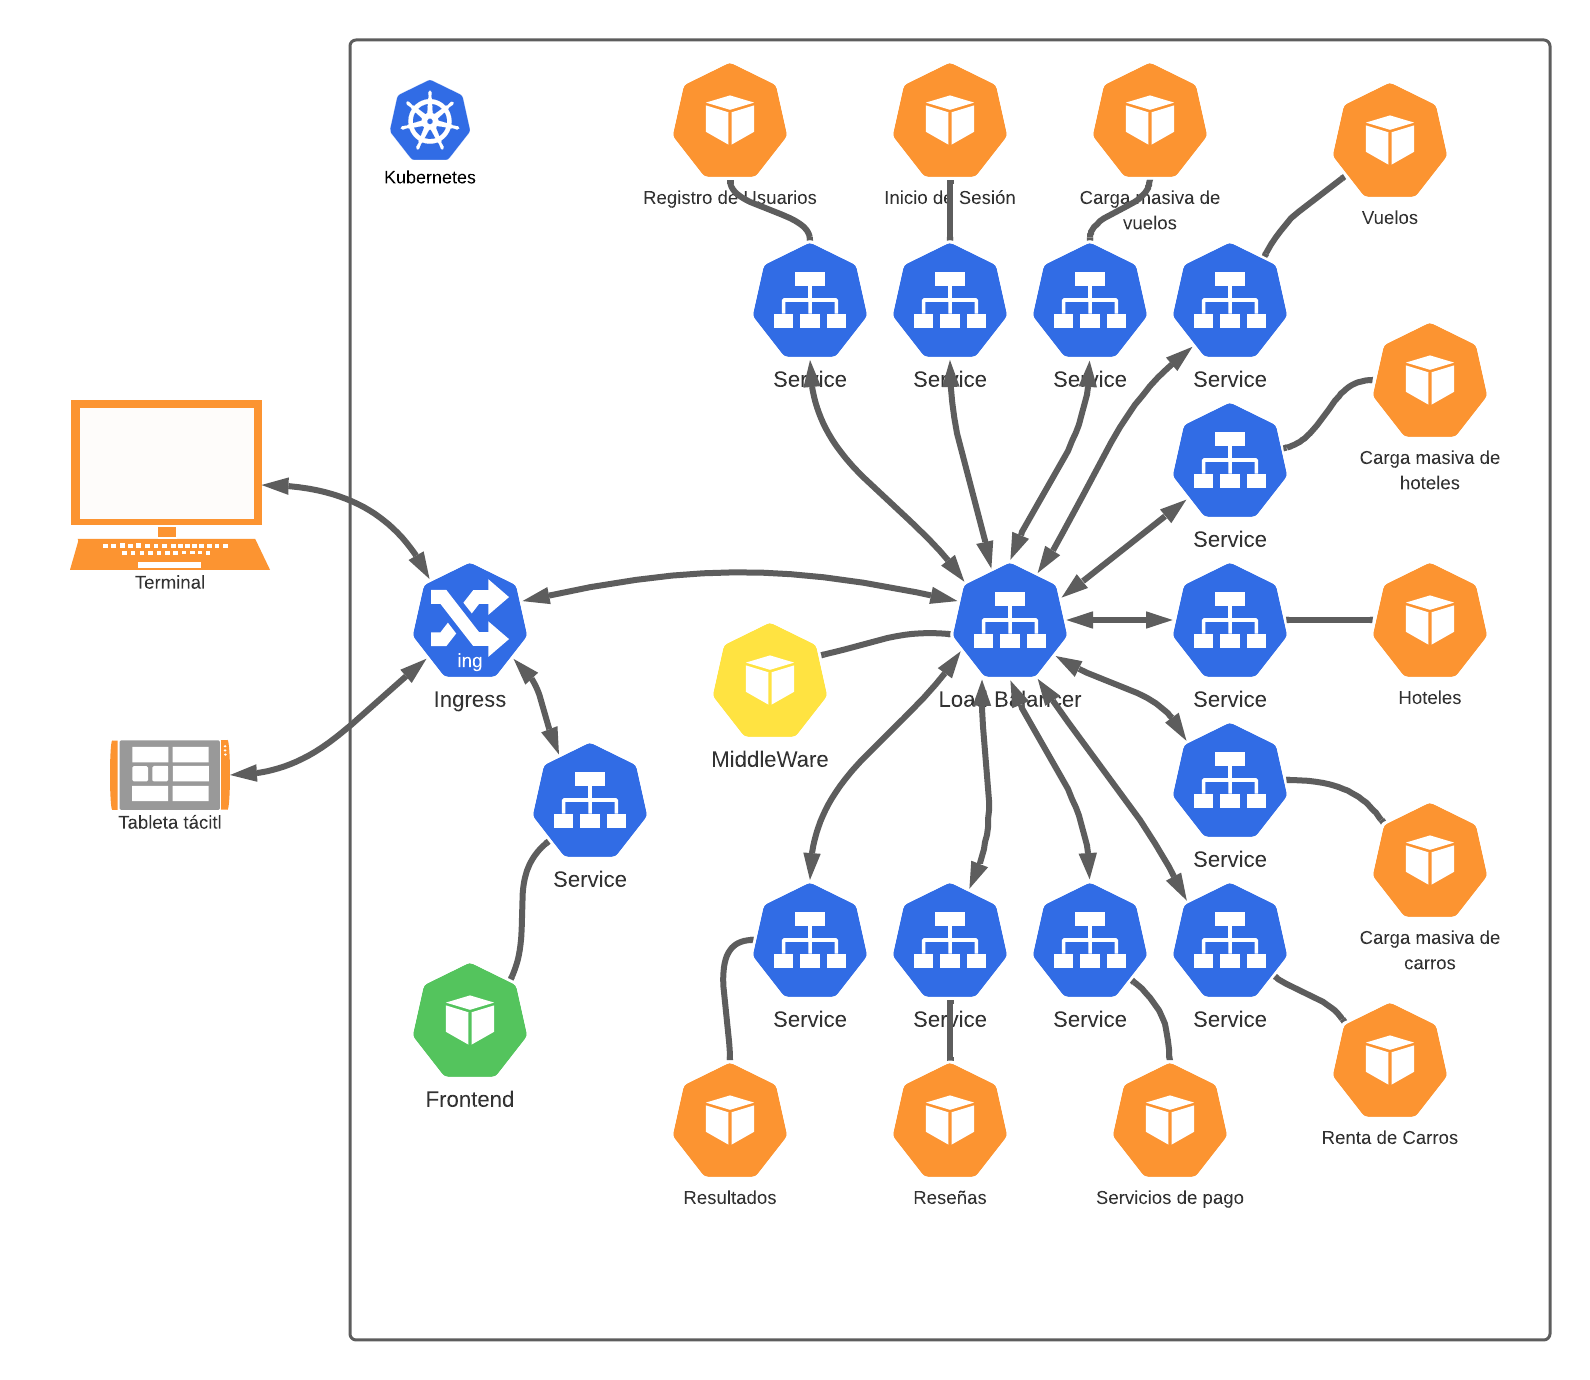 Kubernetes
Registro de Usuarios
Inicio de Sesión
Carga masiva de
vuelos
Vuelos
Service
Service
Service
Service
Carga masiva de
hoteles
Service
Terminal
ing
Ingress
Load Balancer
Service
Hoteles
MiddleWare
Tableta tácitl
Service
Service
Carga masiva de
carros
Service
Service
Service
Service
Frontend
Renta de Carros
Resultados
Reseñas
Servicios de pago